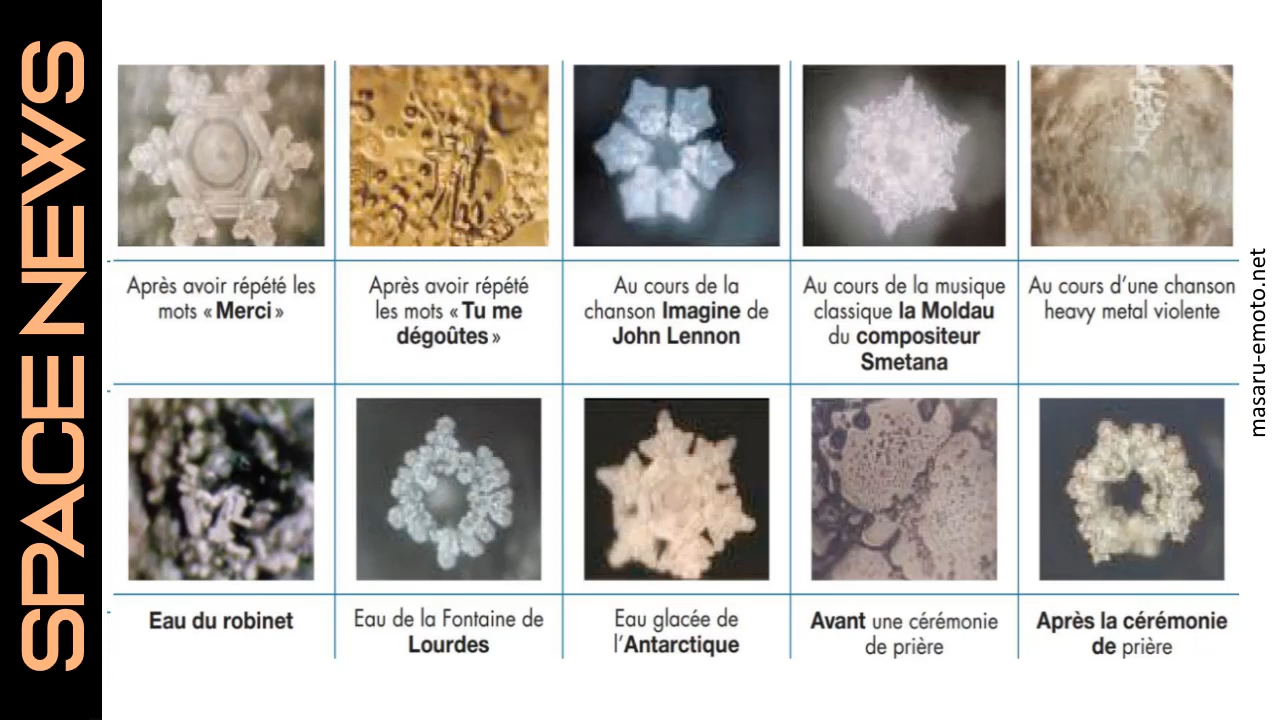 SPACE NEWS
Après avoir répété les
mots « Merci »
Après avoir répété
les mots « Tu me
dégoûtes »
Au cours de la
chanson Imagine de
John Lennon
Au cours de la musique
classique la Moldau
du compositeur
Smetana
Au cours d’une chanson
heavy metal violente
Eau du robinet
Eau de la Fontaine de
Lourdes
Eau glacée de
l’Antarctique
Avant une cérémonie
de prière
Après la cérémonie
de prière
masaru-emoto.net